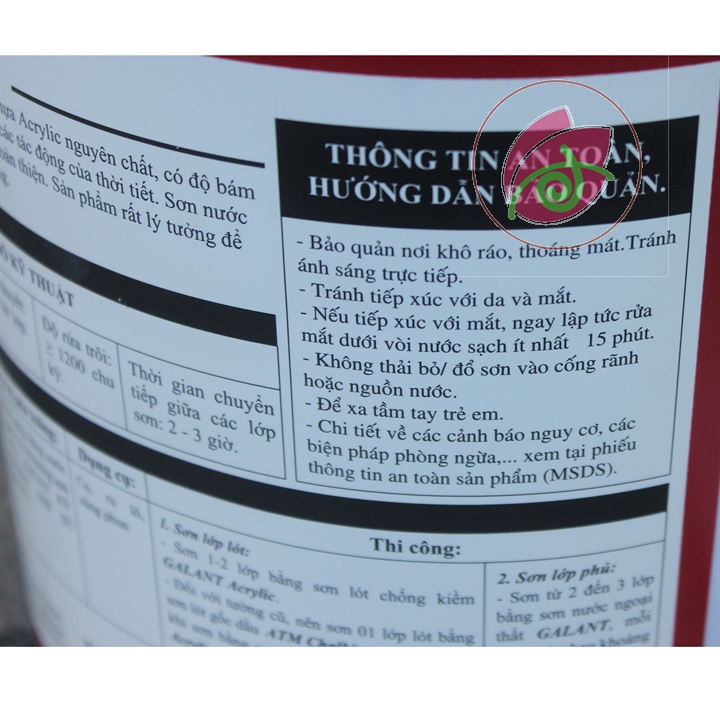 Acrylic nguyên chất, có độ bám
tác động của thời tiết. Sơn nước
thiện. Sản phẩm rất lý tưởng để
THÔNG TIN AN TOÀN,
HƯỚNG DẪN BẢO QUẢN.
- Bảo quản nơi khô ráo, thoáng mát.Tránh
ánh sáng trực tiếp.
- Tránh tiếp xúc với da và mắt.
- Nếu tiếp xúc với mắt, ngay lập tức rửa
mắt dưới vòi nước sạch ít nhất 15 phút.
- Không thải bỏ/ đổ sơn vào cống rãnh
hoặc nguồn nước.
- Để xa tầm tay trẻ em.
- Chi tiết về các cảnh báo nguy cơ, các
biện pháp phòng ngừa,... xem tại phiếu
thông tin an toàn sản phẩm (MSDS).
KỸ THUẬT
Độ rửa trôi:
≥ 1200 chu
kỳ.
Thời gian chuyển
tiếp giữa các lớp
sơn: 2 - 3 giờ.
Dụng cụ:
Thi công:
1. Sơn lớp lót:
- Sơn 1-2 lớp bằng sơn lót chống kiềm
GALANT Acrylic.
- Đối với tường cũ, nên sơn 01 lớp lót bằng
sơn lót gốc dầu ATM
khi sơn bằng
2. Sơn lớp phủ:
- Sơn từ 2 đến 3 lớp
bằng sơn nước ngoại
thất GALANT, mỗi
khoảng